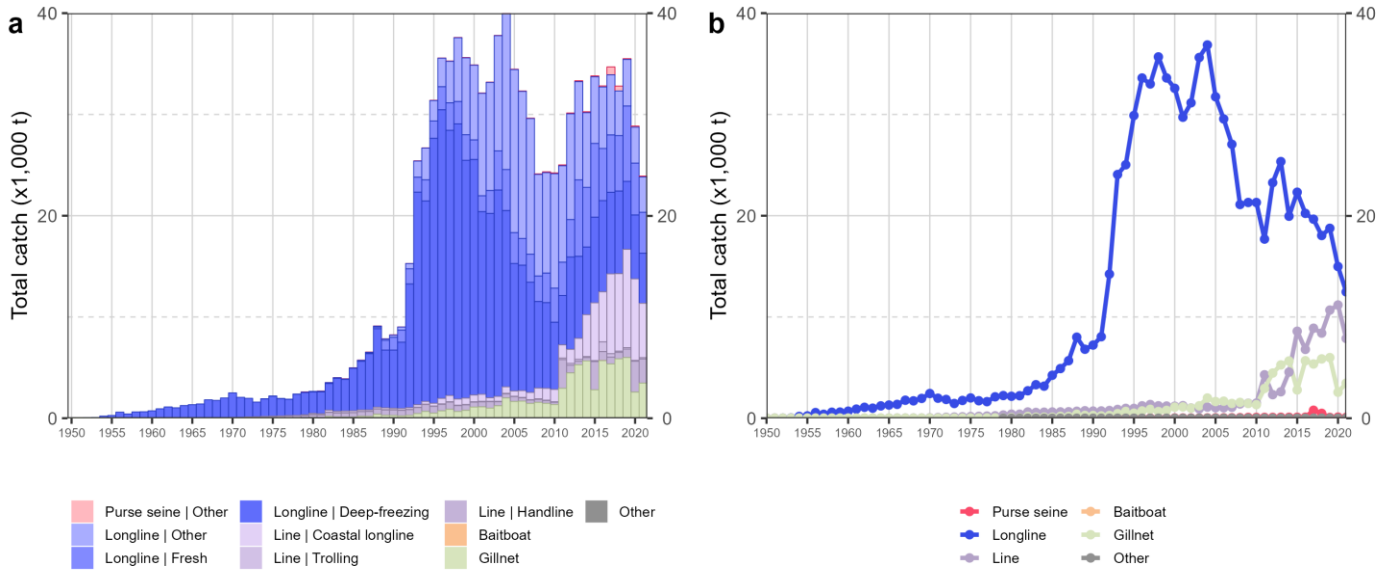 a
b
Total catch (x1,000 t)
40
20
0
40
20
0
1950 1955 1960 1965 1970 1975 1980 1985 1990 1995 2000 2005 2010 2015 2020
Total catch (x1,000 t)
40
20
0
40
20
0
1950 1955 1960 1965 1970 1975 1980 1985 1990 1995 2000 2005 2010 2015 2020
Purse seine | Other
Longline | Deep-freezing
Line | Handline
Other
Longline | Other
Line | Coastal longline
Baitboat
Longline | Fresh
Line | Trolling
Gillnet
Purse seine
Baitboat
Longline
Gillnet
Line
Other